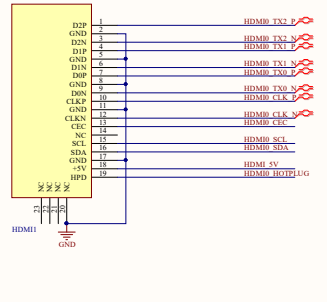 D2P 1 HDMI0_TX2_P
GND 2
D2N 3 HDMI0_TX2_N
D1P 4 HDMI0_TX1_P
GND 5
D1N 6 HDMI0_TX1_N
D0P 7 HDMI0_TX0_P
GND 8
D0N 9 HDMI0_TX0_N
CLKP 10 HDMI0_CLK_P
GND 11
CLKN 12 HDMI0_CLK_N
CEC 13 HDMI0_CEC
NC 14
SCL 15 HDMI0_SCL
SDA 16 HDMI0_SDA
GND 17
+5V 18 HDMI_5V
HPD 19 HDMI0_HOTPLUG
NC NC NC NC
23 22 21 20
HDMI1
GND